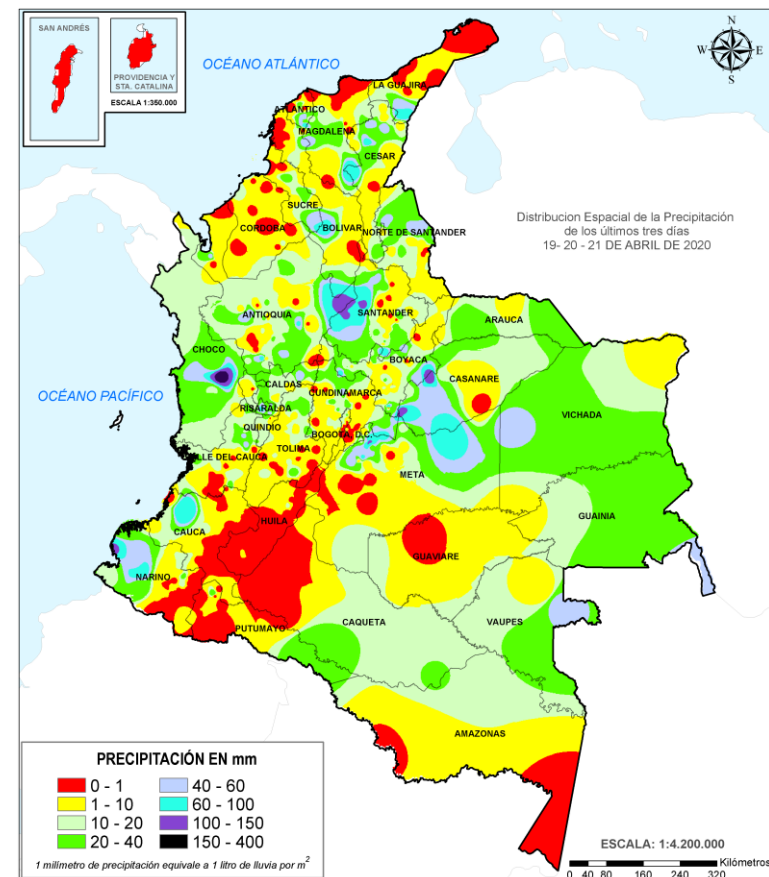 SAN ANDRÉS
PROVIDENCIA Y
STA. CATALINA
ESCALA 1:350.000
OCÉANO ATLÁNTICO
N
W
E
S
LA GUAJIRA
ATLÁNTICO
MAGDALENA
CESAR
SUCRE
CORDOBA
BOLIVAR
NORTE DE SANTANDER
Distribucion Espacial de la Precipitación
de los últimos tres días
19- 20 - 21 DE ABRIL DE 2020
ANTIOQUIA
SANTANDER
ARAUCA
CHOCO
BOYACA
CASANARE
OCÉANO PACÍFICO
CALDAS
CUNDINAMARCA
RISARALDA
VICHADA
QUINDIO
BOGOTA, D.C.
TOLIMA
VALLE DEL CAUCA
META
GUAINIA
CAUCA
HUILA
GUAVIARE
NARINO
PUTUMAYO
CAQUETA
VAUPES
AMAZONAS
PRECIPITACIÓN EN mm
0 - 1
40 - 60
1 - 10
60 - 100
10 - 20
100 - 150
20 - 40
150 - 400
1 milímetro de precipitación equivale a 1 litro de lluvia por m2
ESCALA: 1:4.200.000
Kilómetros
0 40 80 160 240 320